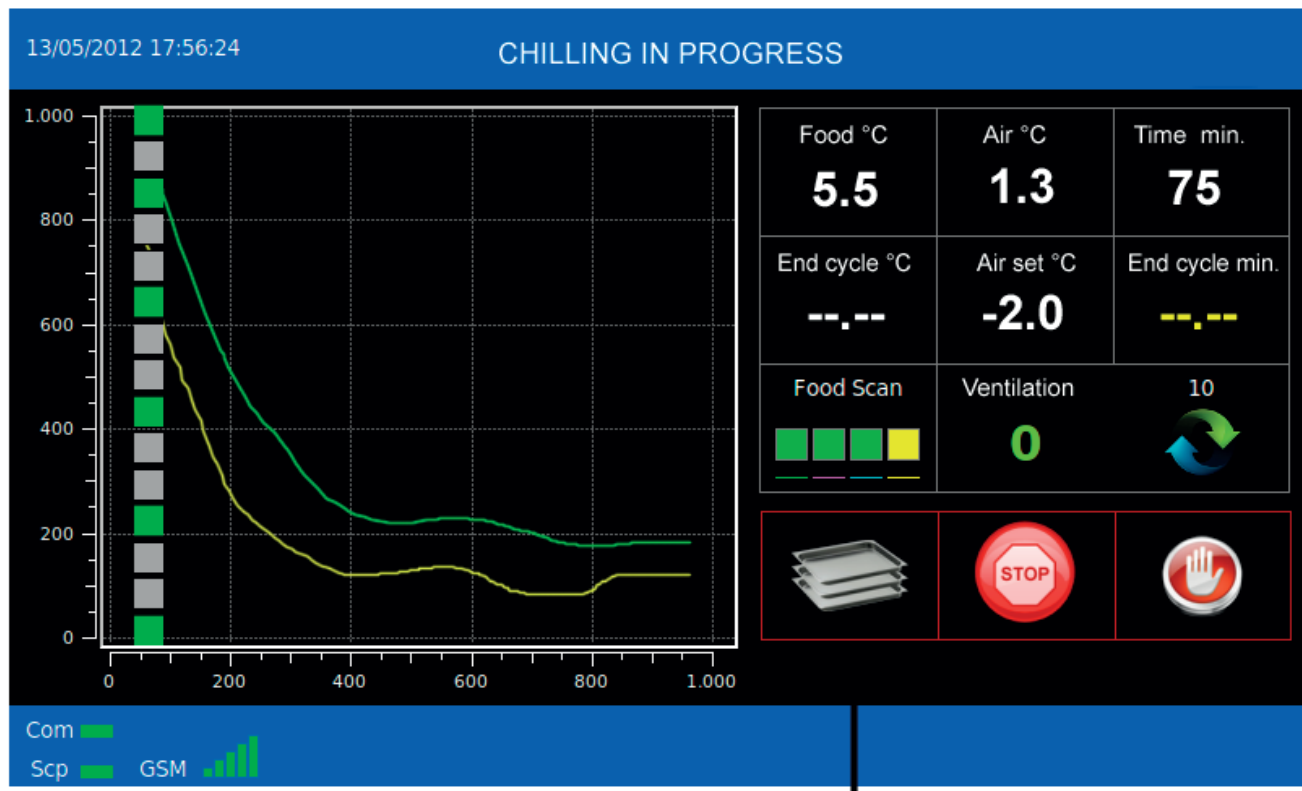 13/05/2012 17:56:24
CHILLING IN PROGRESS
1.000
800
600
400
200
0
0 200 400 600 800 1.000
Food °C Air °C Time min.
5.5 1.3 75
End cycle °C Air set °C End cycle min.
--.-- -2.0 --.--
Food Scan Ventilation 10
0
STOP
Com
Scp GSM